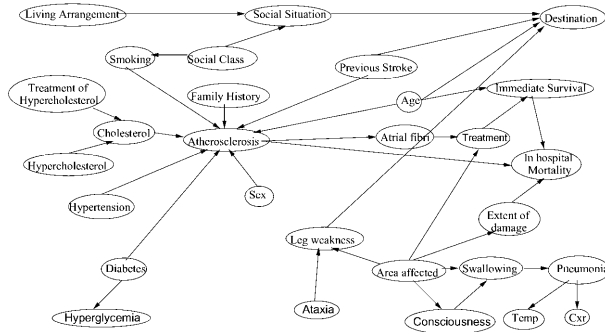 Living Arrangement
Social Situation
Destination
Smoking
Social Class
Previous Stroke
Treatment of
Hypercholesterol
Family History
Age
Immediate Survival
Cholesterol
Atherosclerosis
Atrial fibri
Treatment
Hypercholesterol
In hospital
Mortality
Hypertension
Sex
Extent of
damage
Leg weakness
Diabetes
Area affected
Swallowing
Pneumonia
Hyperglycemia
Ataxia
Consciousness
Temp
Cxr